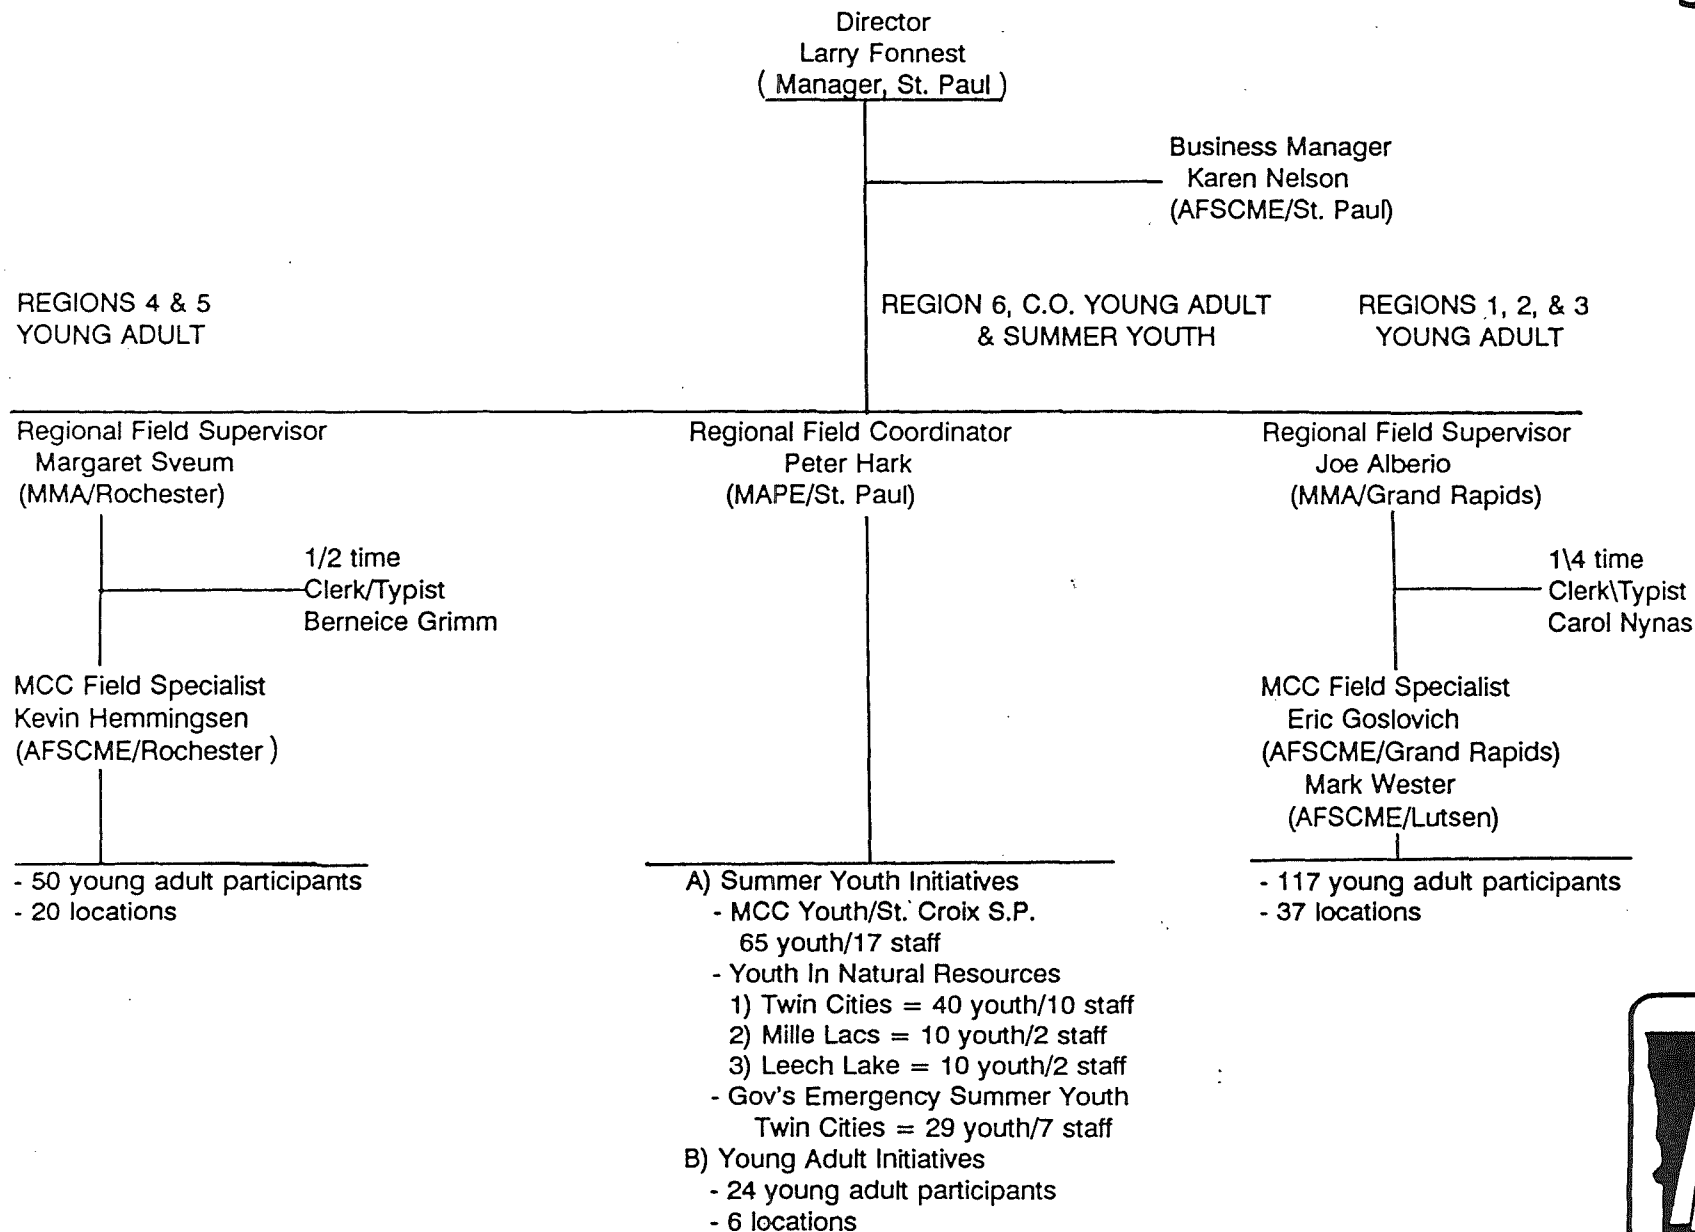 Director
Larry Fonnest
( Manager, St. Paul )
Business Manager
Karen Nelson
(AFSCME/St. Paul)
REGIONS 4 & 5
YOUNG ADULT
REGION 6, C.O. YOUNG ADULT
& SUMMER YOUTH
REGIONS 1, 2, & 3
YOUNG ADULT
Regional Field Supervisor
Margaret Sveum
(MMA/Rochester)
1/2 time
Clerk/Typist
Berneice Grimm
MCC Field Specialist
Kevin Hemmingsen
(AFSCME/Rochester )
- 50 young adult participants
- 20 locations
Regional Field Coordinator
Peter Hark
(MAPE/St. Paul)
A) Summer Youth Initiatives
- MCC Youth/St. Croix S.P.
65 youth/17 staff
- Youth In Natural Resources
1) Twin Cities = 40 youth/10 staff
2) Mille Lacs = 10 youth/2 staff
3) Leech Lake = 10 youth/2 staff
- Gov's Emergency Summer Youth
Twin Cities = 29 youth/7 staff
B) Young Adult Initiatives
- 24 young adult participants
- 6 locations
Regional Field Supervisor
Joe Alberio
(MMA/Grand Rapids)
1\4 time
Clerk\Typist
Carol Nynas
MCC Field Specialist
Eric Goslovich
(AFSCME/Grand Rapids)
Mark Wester
(AFSCME/Lutsen)
- 117 young adult participants
- 37 locations